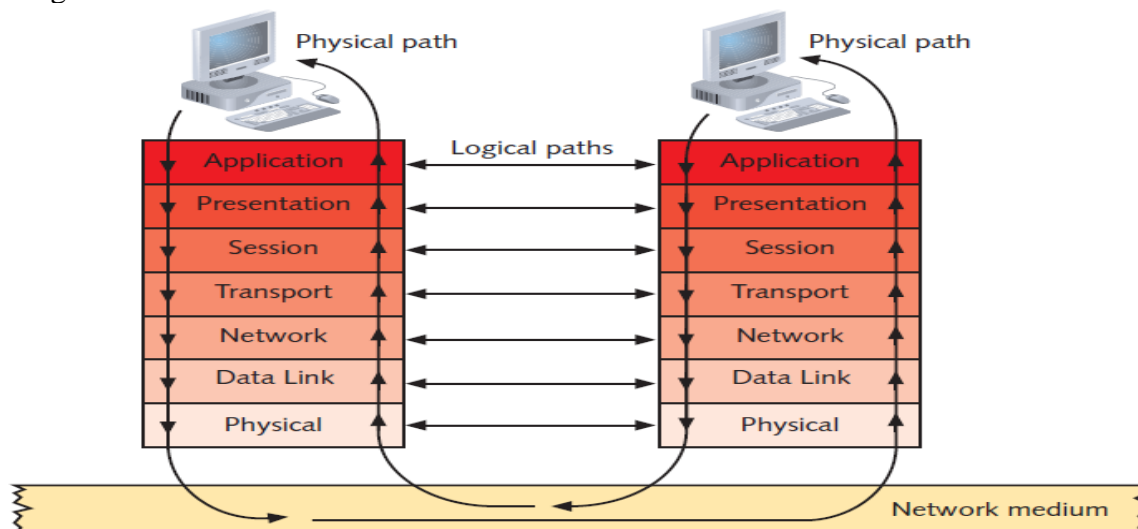 Physical path
Physical path
Logical paths
Application
Application
Presentation
Presentation
Session
Session
Transport
Transport
Network
Network
Data Link
Data Link
Physical
Physical
Network medium